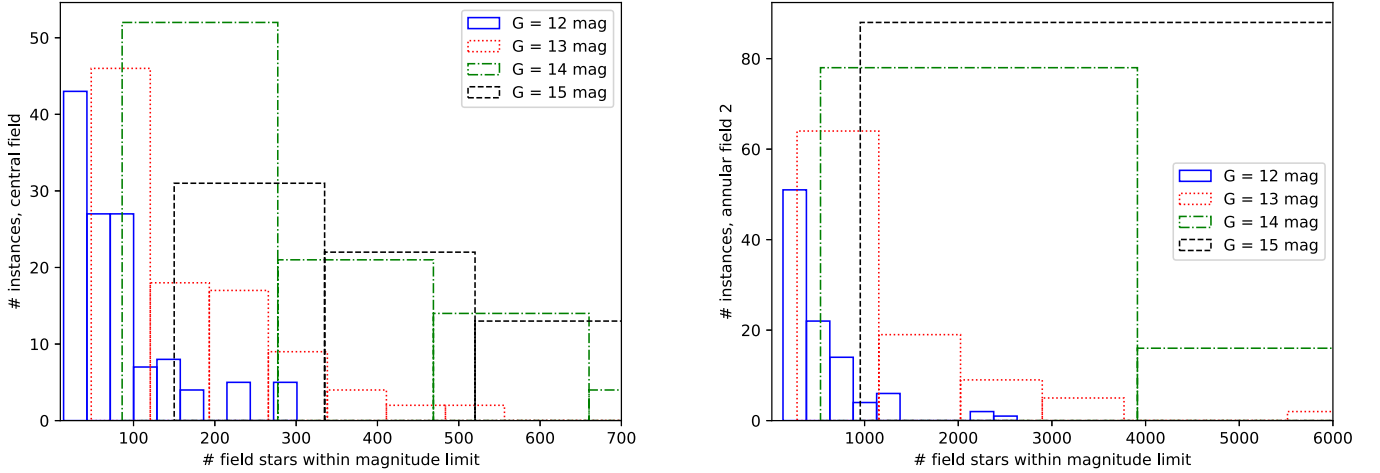 # instances, central field
50
40
30
20
10
0
G = 12 mag
G = 13 mag
G = 14 mag
G = 15 mag
100 200 300 400 500 600 700
# field stars within magnitude limit
# instances, annular field 2
80
60
40
20
0
G = 12 mag
G = 13 mag
G = 14 mag
G = 15 mag
1000 2000 3000 4000 5000 6000
# field stars within magnitude limit